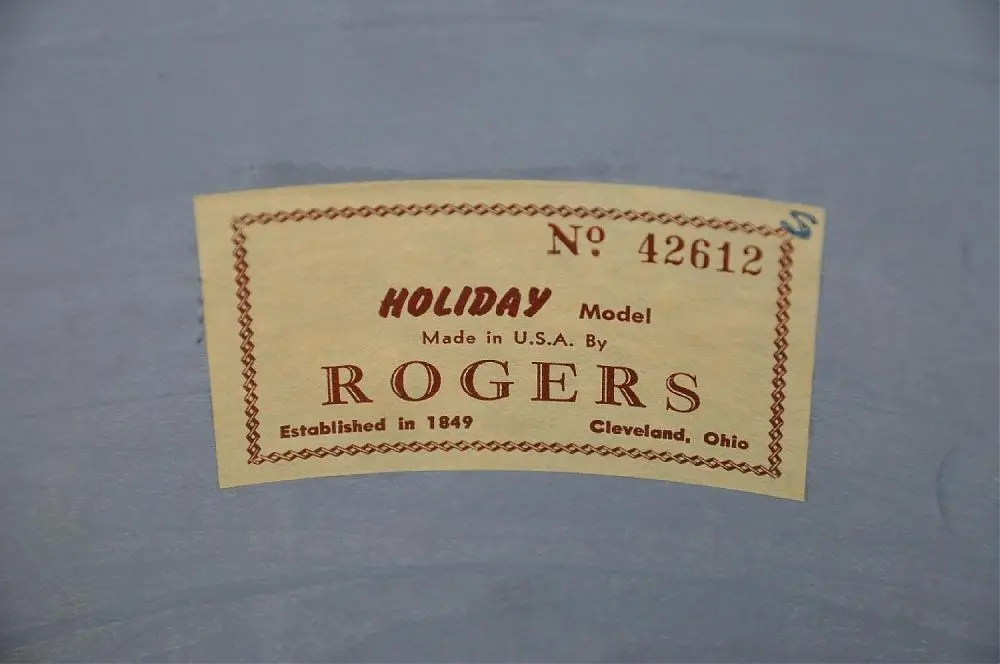 Nº 42612
HOLIDAY Model
Made in U.S.A. By
ROGERS
Established in 1849 Cleveland, Ohio